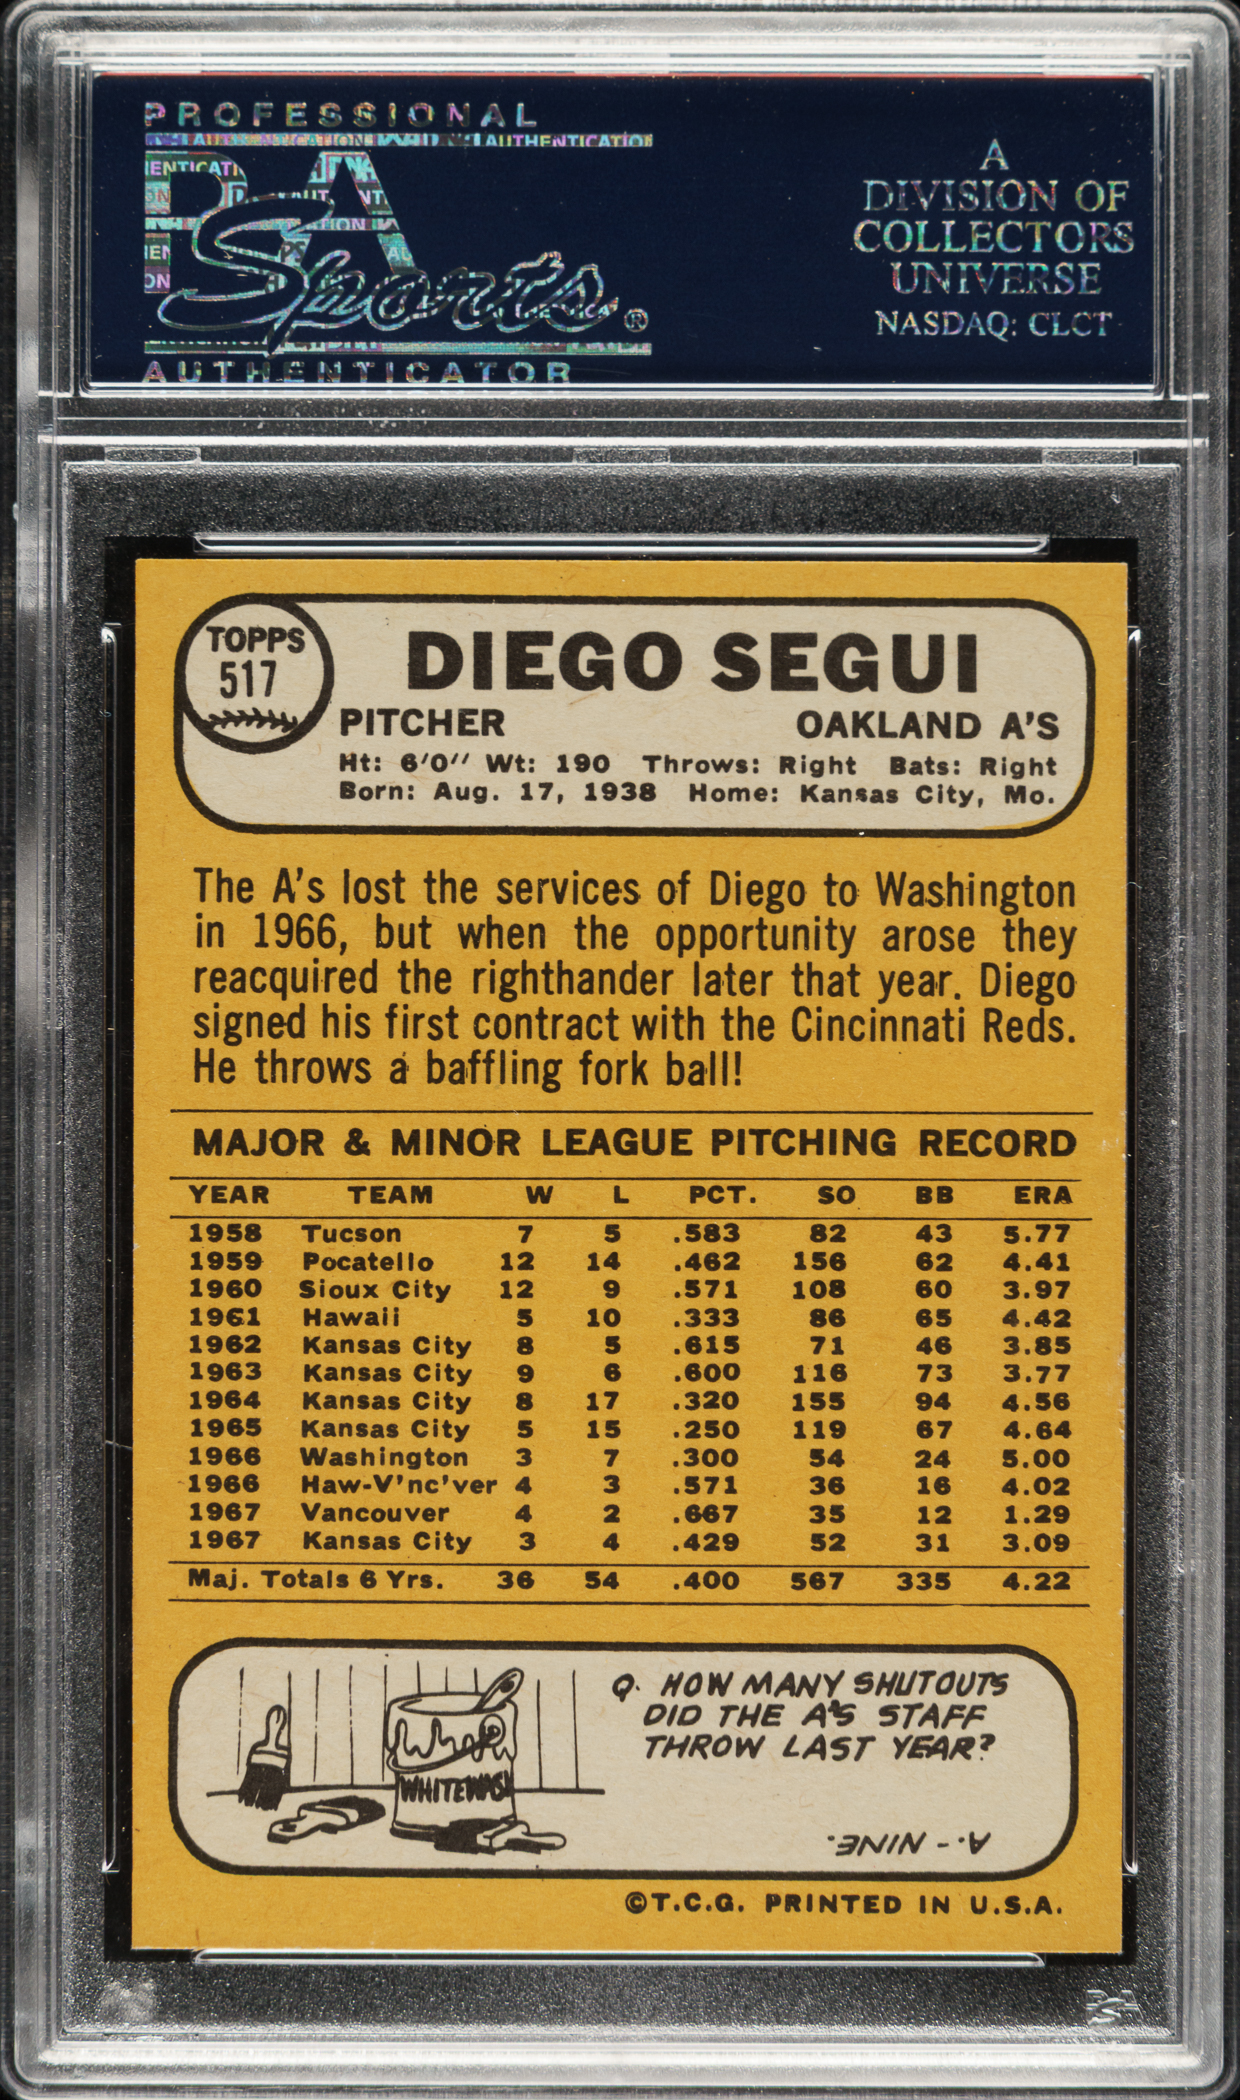 PROFESSIONAL
PSA
Sports®
AUTHENTICATOR
A
DIVISION OF
COLLECTORS
UNIVERSE
NASDAQ: CLCT
TOPPS
517
DIEGO SEGUI
PITCHER OAKLAND A'S
Ht: 6'0" Wt: 190 Throws: Right Bats: Right
Born: Aug. 17, 1938 Home: Kansas City, Mo.
The A's lost the services of Diego to Washington
in 1966, but when the opportunity arose they
reacquired the righthander later that year. Diego
signed his first contract with the Cincinnati Reds.
He throws a baffling fork ball!
MAJOR & MINOR LEAGUE PITCHING RECORD
YEAR TEAM W L PCT. SO BB ERA
1958 Tucson 7 5 .583 82 43 5.77
1959 Pocatello 12 14 .462 156 62 4.41
1960 Sioux City 12 9 .571 108 60 3.97
1961 Hawaii 5 10 .333 86 65 4.42
1962 Kansas City 8 5 .615 71 46 3.85
1963 Kansas City 9 6 .600 116 73 3.77
1964 Kansas City 8 17 .320 155 94 4.56
1965 Kansas City 5 15 .250 119 67 4.64
1966 Washington 3 7 .300 54 24 5.00
1966 Haw-V'nc'ver 4 3 .571 36 16 4.02
1967 Vancouver 4 2 .667 35 12 1.29
1967 Kansas City 3 4 .429 52 31 3.09
Maj. Totals 6 Yrs. 36 54 .400 567 335 4.22
WHITEWASH
Q. HOW MANY SHUTOUTS
DID THE A'S STAFF
THROW LAST YEAR?
A.-NINE.
©T.C.G. PRINTED IN U.S.A.
PSA